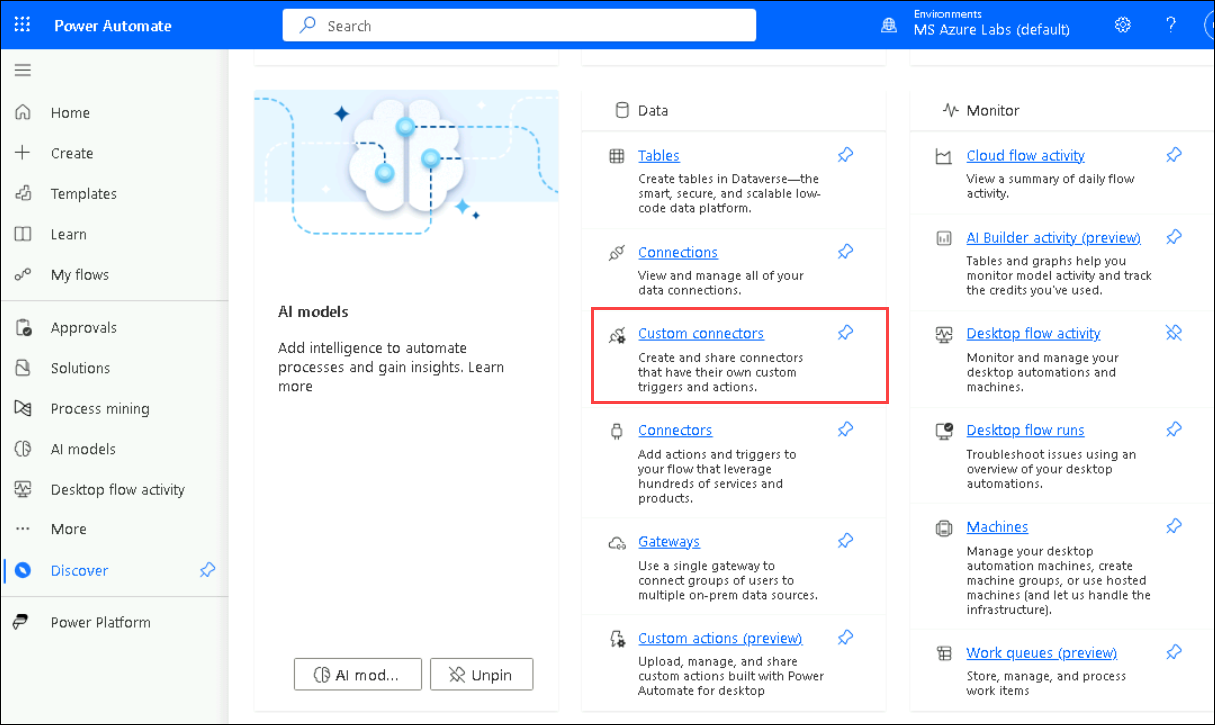 Power Automate
Search
Environments
MS Azure Labs (default)
?
Home
Create
Templates
Learn
My flows
Approvals
Solutions
Process mining
AI models
Desktop flow activity
More
Discover
Power Platform
AI models
Add intelligence to automate
processes and gain insights. Learn
more
AI mod...
Unpin
Data
Tables
Create tables in Dataverse—the
smart, secure, and scalable low-
code data platform.
Connections
View and manage all of your
data connections.
Custom connectors
Create and share connectors
that have their own custom
triggers and actions.
Connectors
Add actions and triggers to
your flow that leverage
hundreds of services and
products.
Gateways
Use a single gateway to
connect groups of users to
multiple on-prem data sources.
Custom actions (preview)
Upload, manage, and share
custom actions built with Power
Automate for desktop
Monitor
Cloud flow activity
View a summary of daily flow
activity.
AI Builder activity (preview)
Tables and graphs help you
monitor model activity and track
the credits you've used.
Desktop flow activity
Monitor and manage your
desktop automations and
machines.
Desktop flow runs
Troubleshoot issues using an
overview of your desktop
automations.
Machines
Manage your desktop
automation machines, create
machine groups, or use hosted
machines (and let us handle the
infrastructure).
Work queues (preview)
Store, manage, and process
work items